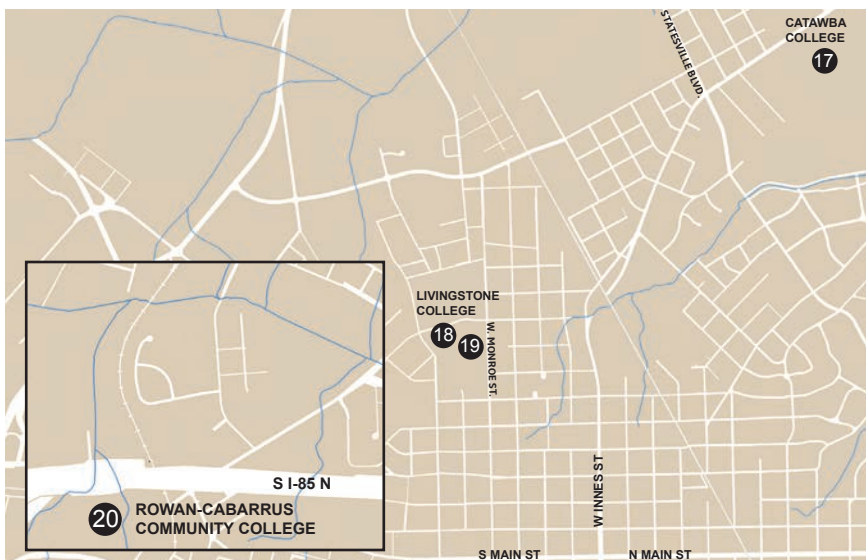 CATAWBA
COLLEGE
17
STATESVILLE BLVD.
LIVINGSTONE
COLLEGE
18
19
W. MONROE ST.
W INNES ST
S I-85 N
20
ROWAN-CABARRUS
COMMUNITY COLLEGE
S MAIN ST
N MAIN ST